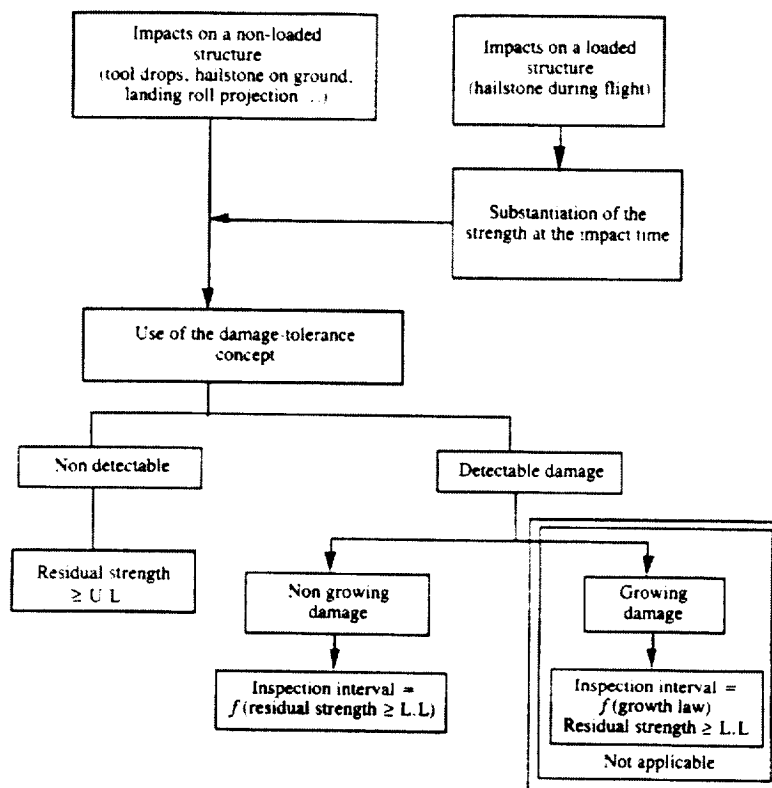 Impacts on a non-loaded
structure
(tool drops, hailstone on ground,
landing roll projection ...)
Impacts on a loaded
structure
(hailstone during flight)
Substantiation of the
strength at the impact time
Use of the damage-tolerance
concept
Non detectable
Detectable damage
Residual strength
≥ U L
Non growing
damage
Growing
damage
Inspection interval =
f(residual strength ≥ L.L)
Inspection interval =
f(growth law)
Residual strength ≥ L.L
Not applicable